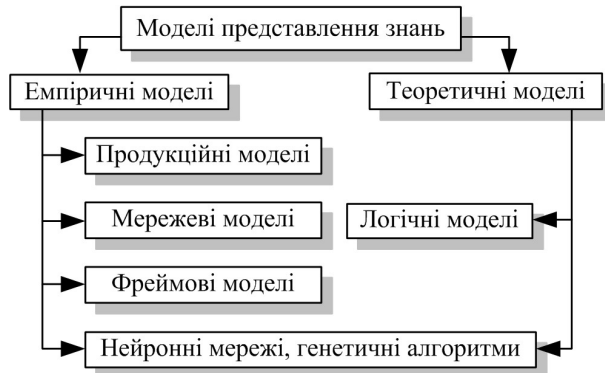 Моделі представлення знань
Емпіричні моделі
Теоретичні моделі
Продукційні моделі
Мережеві моделі
Логічні моделі
Фреймові моделі
Нейронні мережі, генетичні алгоритми